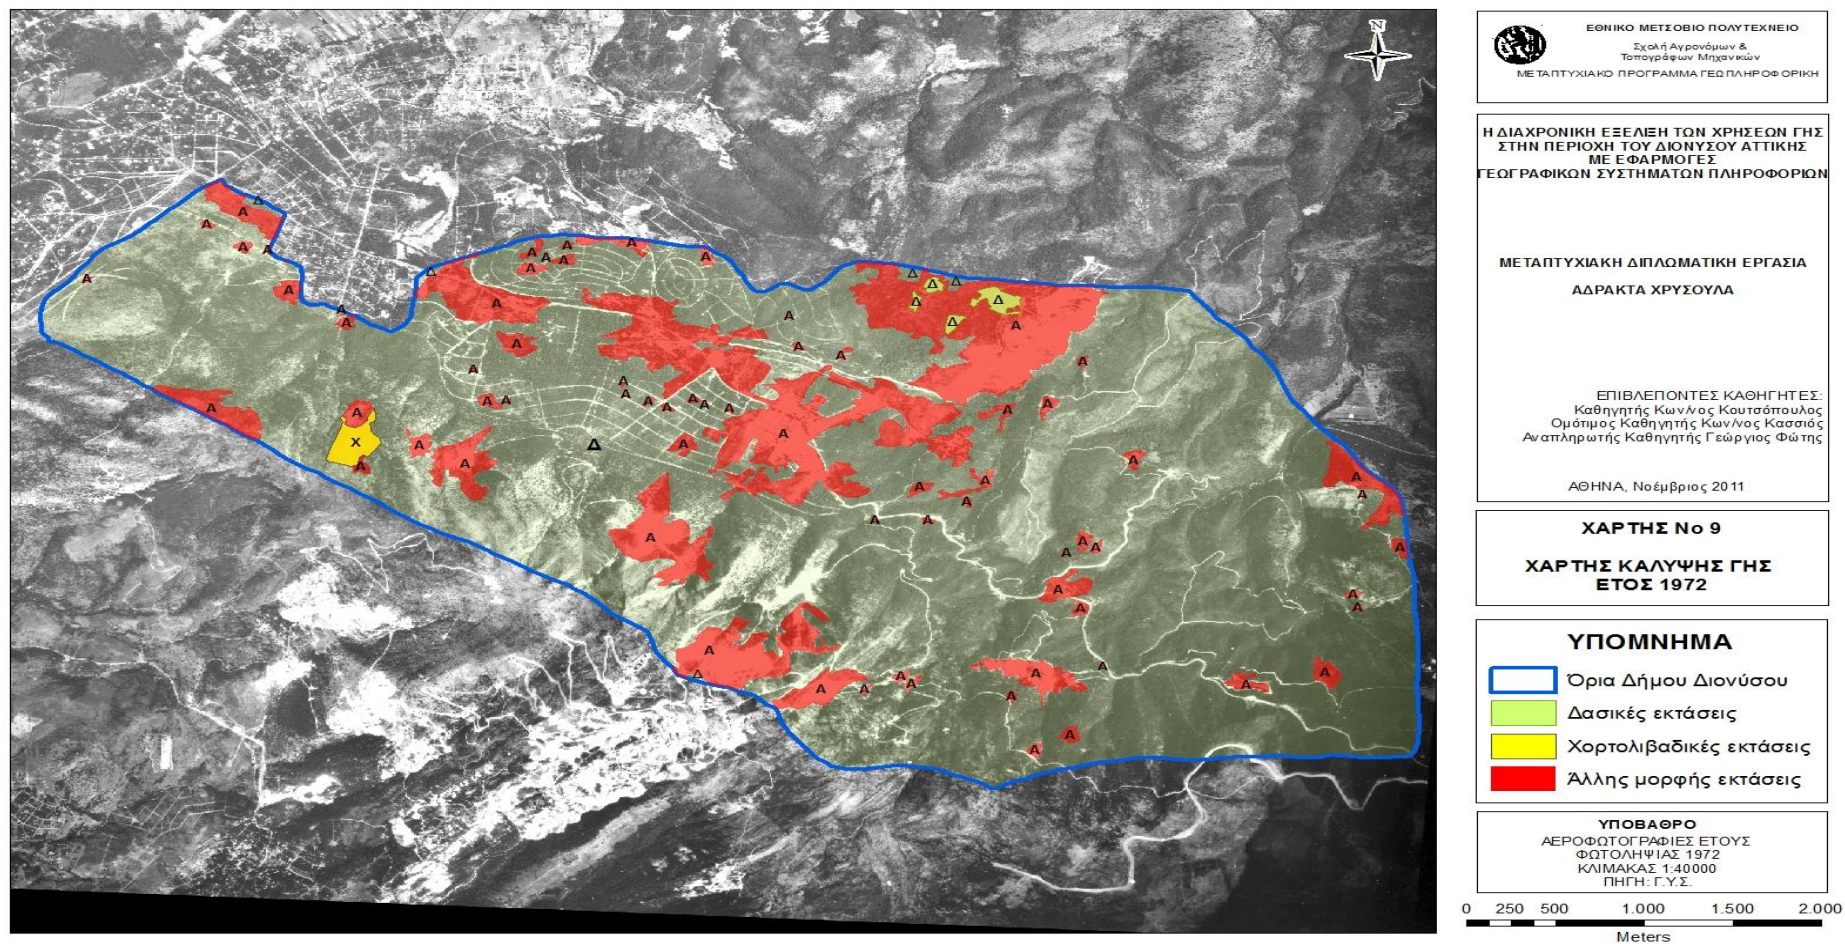 N
ΕΘΝΙΚΟ ΜΕΤΣΟΒΙΟ ΠΟΛΥΤΕΧΝΕΙΟ
Σχολή Αγρονόμων &
Τοπογράφων Μηχανικών
ΜΕΤΑΠΤΥΧΙΑΚΟ ΠΡΟΓΡΑΜΜΑ ΓΕΩΠΛΗΡΟΦΟΡΙΚΗ
Η ΔΙΑΧΡΟΝΙΚΗ ΕΞΕΛΙΞΗ ΤΩΝ ΧΡΗΣΕΩΝ ΓΗΣ
ΣΤΗΝ ΠΕΡΙΟΧΗ ΤΟΥ ΔΙΟΝΥΣΟΥ ΑΤΤΙΚΗΣ
ΜΕ ΕΦΑΡΜΟΓΕΣ
ΓΕΩΓΡΑΦΙΚΩΝ ΣΥΣΤΗΜΑΤΩΝ ΠΛΗΡΟΦΟΡΙΩΝ
ΜΕΤΑΠΤΥΧΙΑΚΗ ΔΙΠΛΩΜΑΤΙΚΗ ΕΡΓΑΣΙΑ
ΑΔΡΑΚΤΑ ΧΡΥΣΟΥΛΑ
ΕΠΙΒΛΕΠΟΝΤΕΣ ΚΑΘΗΓΗΤΕΣ:
Καθηγητής Κων/νος Κουτσόπουλος
Ομότιμος Καθηγητής Κων/νος Κασσιός
Αναπληρωτής Καθηγητής Γεώργιος Φώτης
ΑΘΗΝΑ, Νοέμβριος 2011
ΧΑΡΤΗΣ Νο 9
ΧΑΡΤΗΣ ΚΑΛΥΨΗΣ ΓΗΣ
ΕΤΟΣ 1972
ΥΠΟΜΝΗΜΑ
Όρια Δήμου Διονύσου
Δασικές εκτάσεις
Χορτολιβαδικές εκτάσεις
Άλλης μορφής εκτάσεις
ΥΠΟΒΑΘΡΟ
ΑΕΡΟΦΩΤΟΓΡΑΦΙΕΣ ΕΤΟΥΣ
ΦΩΤΟΛΗΨΙΑΣ 1972
ΚΛΙΜΑΚΑΣ 1:40000
ΠΗΓΗ: Γ.Υ.Σ.
0 250 500 1.000 1.500 2.000
Meters